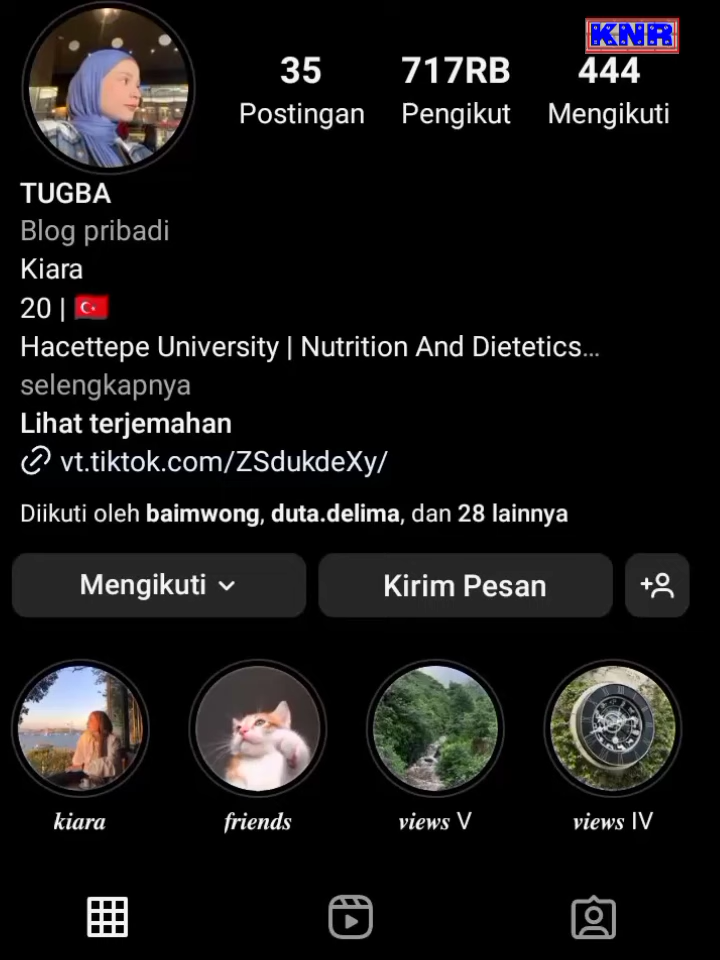 KNR
35 717RB 444
Postingan Pengikut Mengikuti
TUGBA
Blog pribadi
Kiara
20 | 🇹🇷
Hacettepe University | Nutrition And Dietetics...
selengkapnya
Lihat terjemahan
vt.tiktok.com/ZSdukdeXy/
Diikuti oleh baimwong, duta.delima, dan 28 lainnya
Mengikuti Kirim Pesan
kiara friends views V views IV